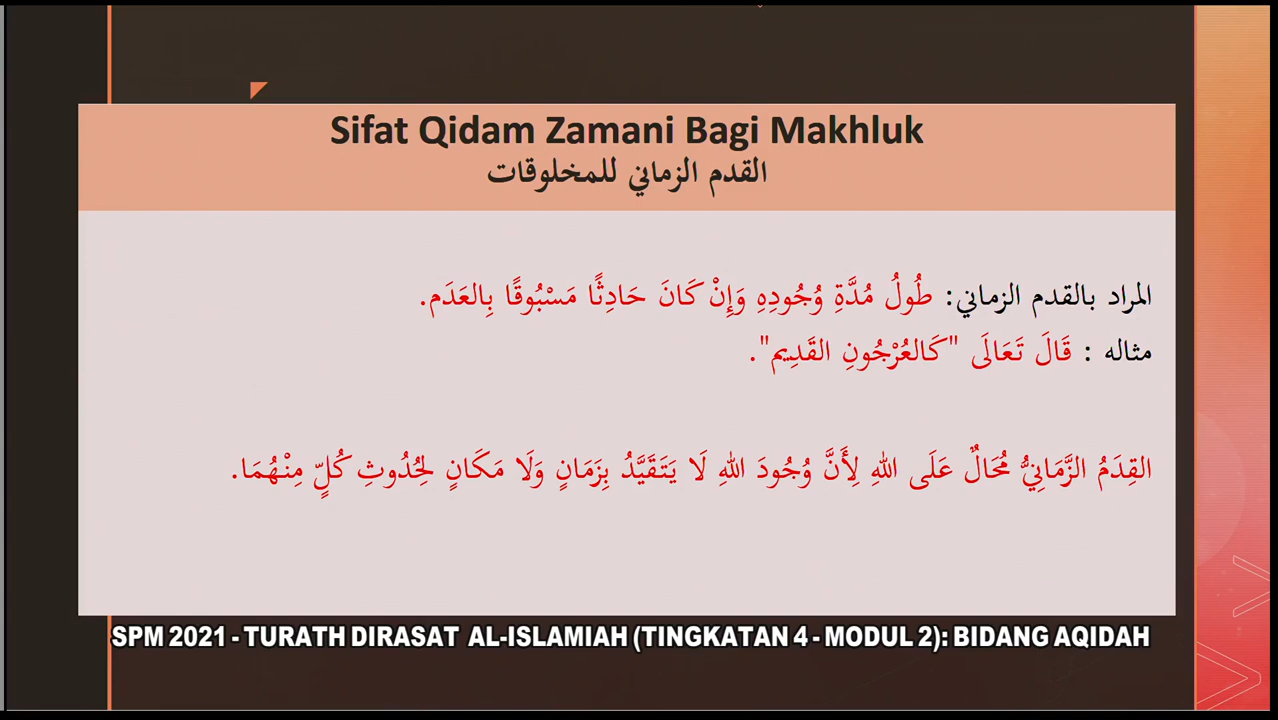 Sifat Qidam Zamani Bagi Makhluk
القدم الزماني للمخلوقات
المراد بالقدم الزماني: طُولُ مُدَّةِ وُجُودِهِ وَإِنْ كَانَ حَادِثًا مَسْبُوقًا بِالعَدَم.
مثاله : قَالَ تَعَالَى "كَالعُرْجُونِ القَدِيم".
القِدَمُ الزَّمَانِيُّ مُحَالٌ عَلَى اللهِ لِأَنَّ وُجُودَ اللهِ لَا يَتَقَيَّدُ بِزَمَانٍ وَلَا مَكَانٍ لِحُدُوثِ كُلٍّ مِنْهُمَا.
SPM 2021 - TURATH DIRASAT AL-ISLAMIAH (TINGKATAN 4 - MODUL 2): BIDANG AQIDAH